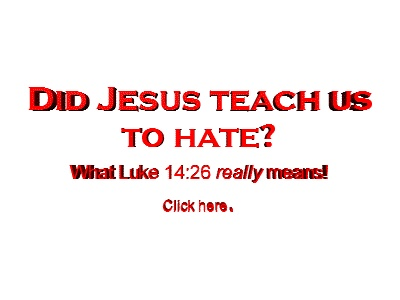 Did Jesus teach us
to hate?
What Luke 14:26 really means!
Click here.